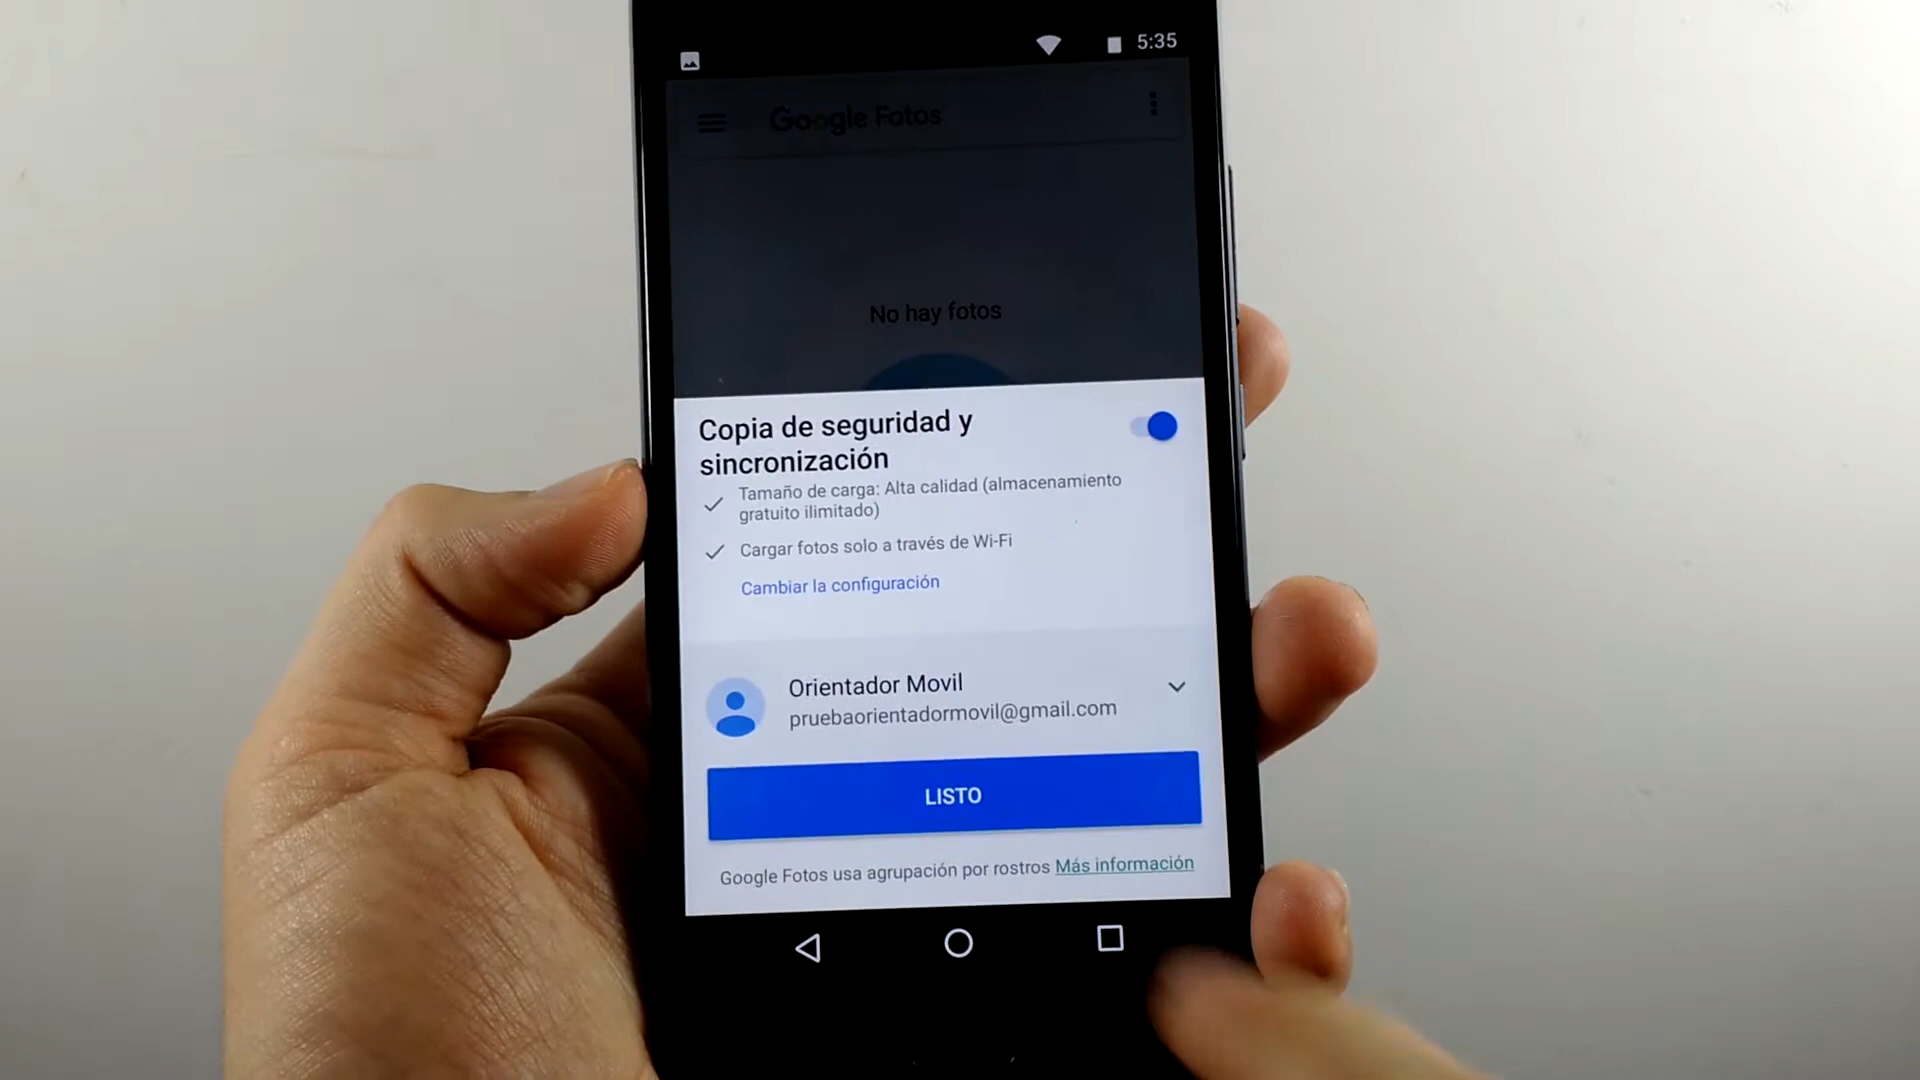 5:35
Google Fotos
No hay fotos
Copia de seguridad y
sincronización
Tamaño de carga: Alta calidad (almacenamiento
gratuito ilimitado)
Cargar fotos solo a través de Wi-Fi
Cambiar la configuración
Orientador Movil
pruebaorientadormovil@gmail.com
LISTO
Google Fotos usa agrupación por rostros Más información